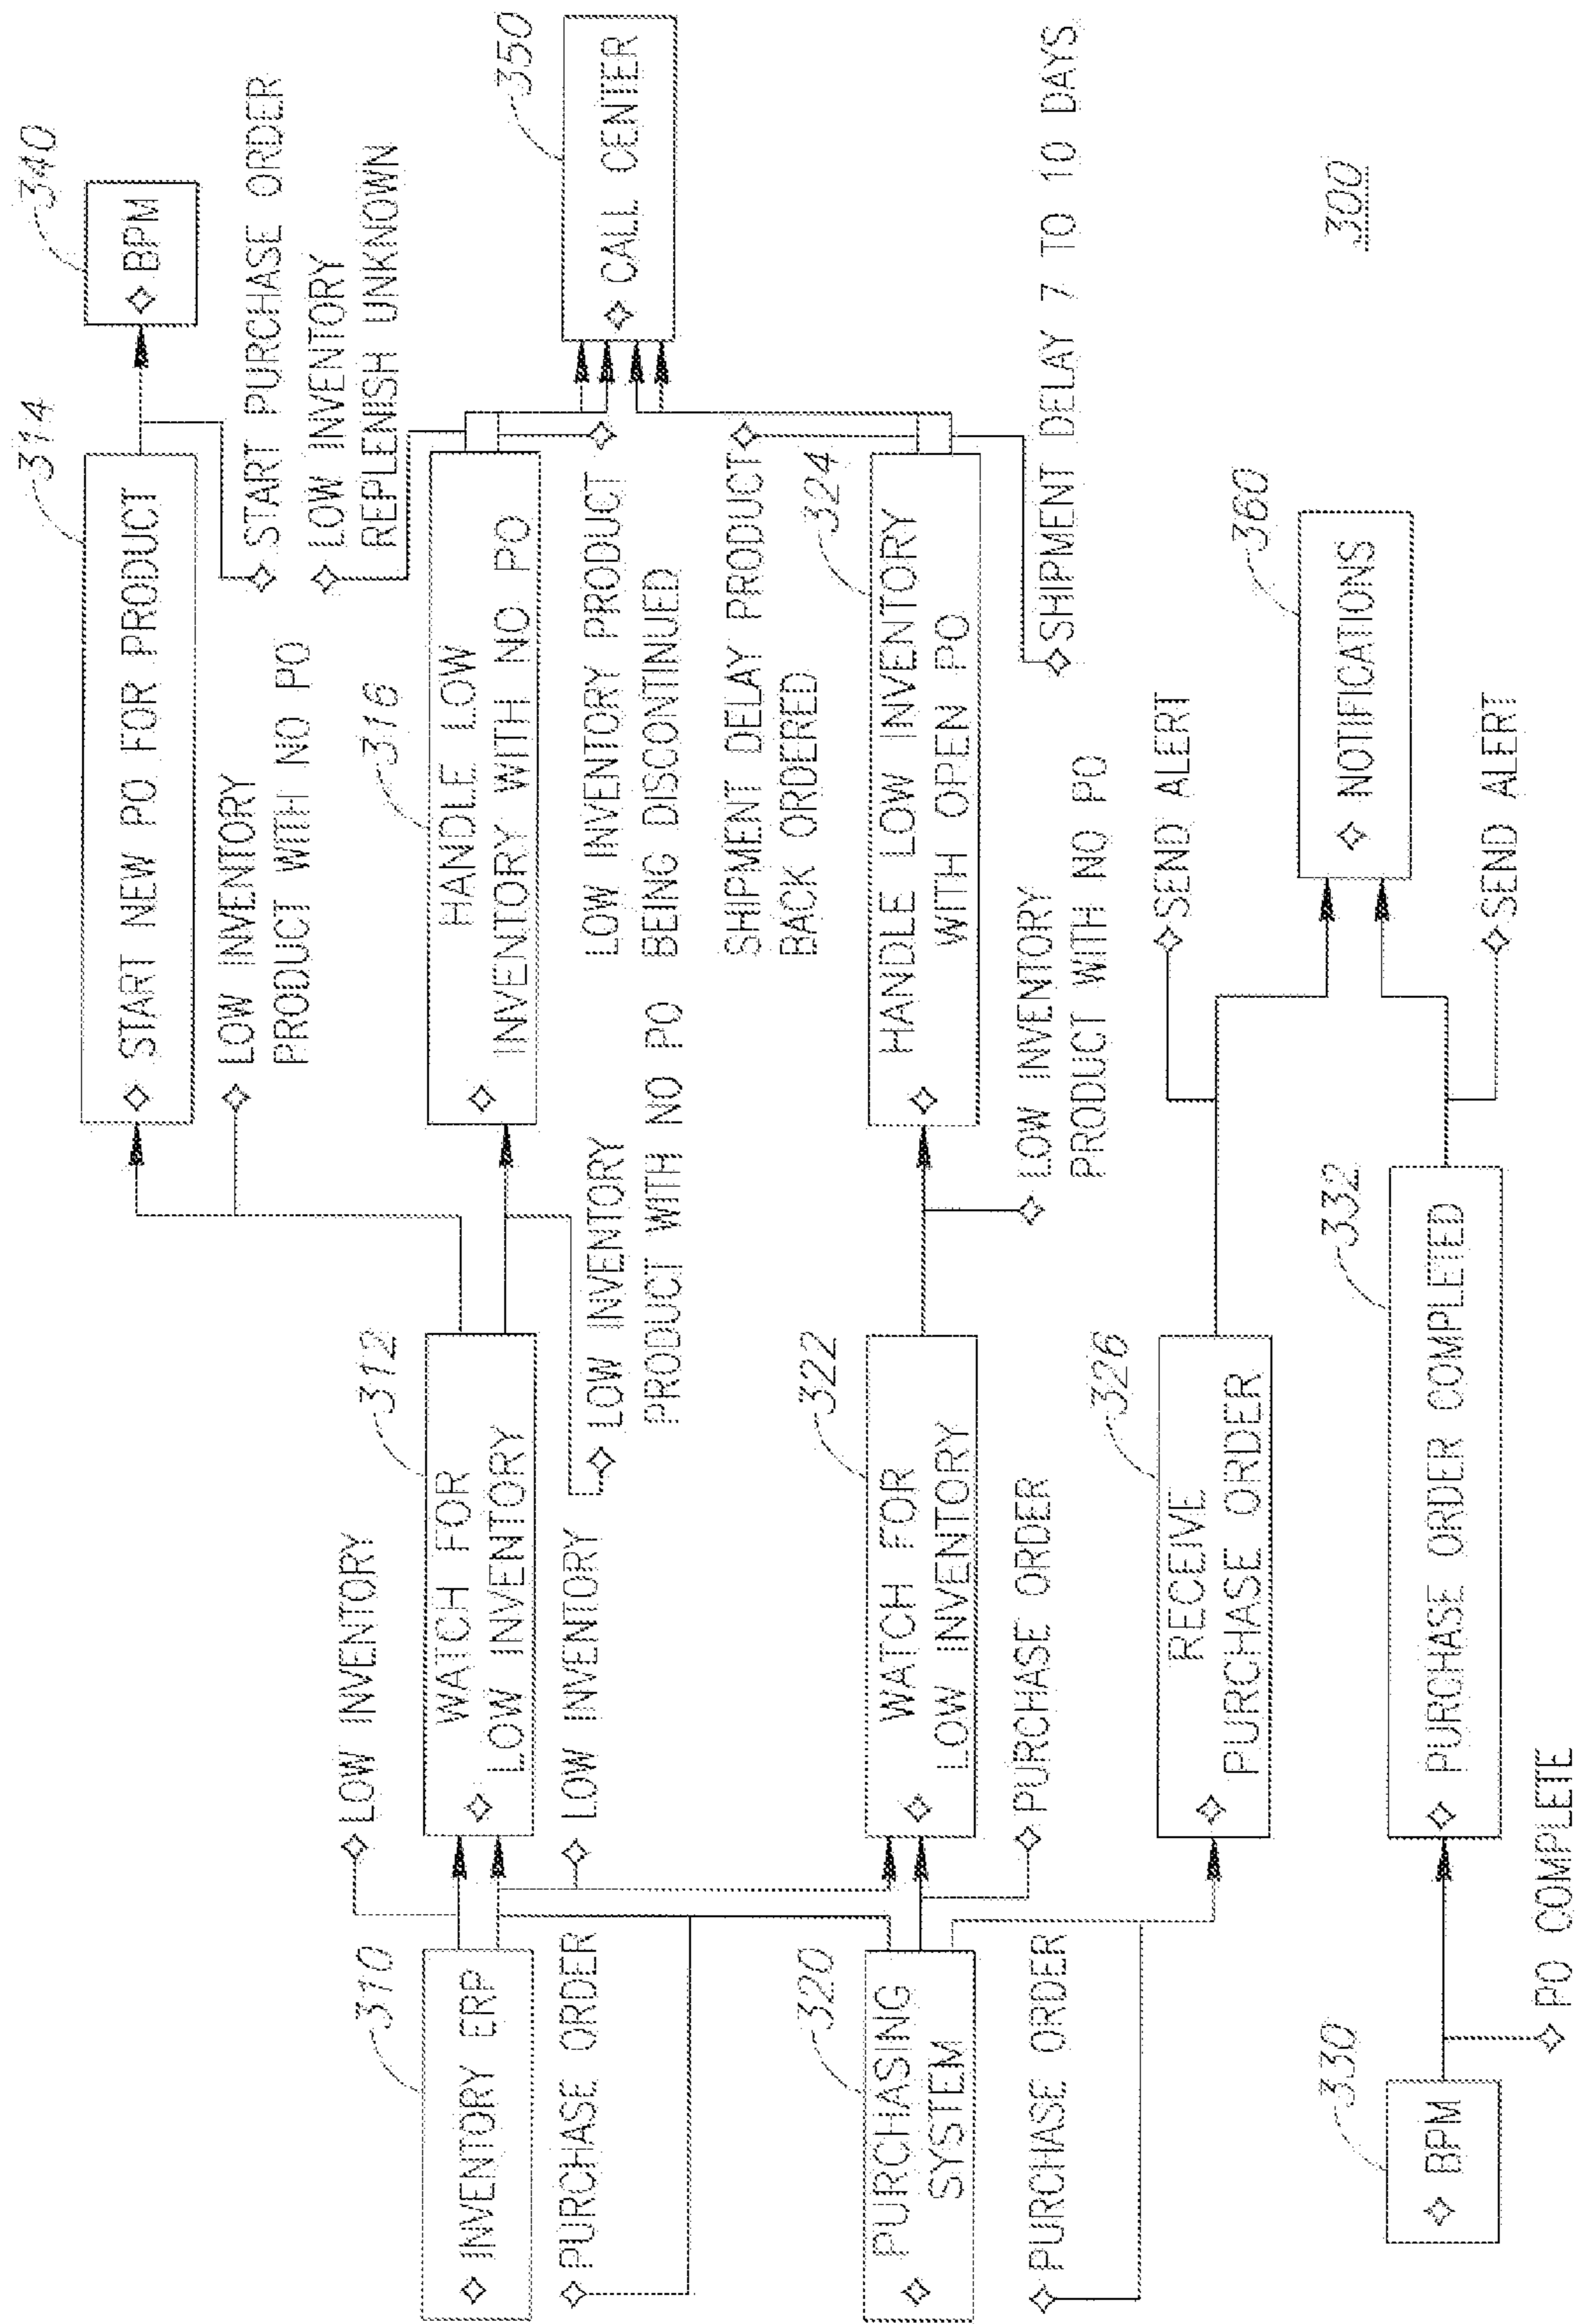 314
340
◇ START NEW PO FOR PRODUCT
◇ BPM
◇ START PURCHASE ORDER
◇ LOW INVENTORY
PRODUCT WITH NO PO
◇ LOW INVENTORY
REPLENISH UNKNOWN
◇ LOW INVENTORY
310
312
316
350
◇ INVENTORY ERP
WATCH FOR
◇ LOW INVENTORY
HANDLE LOW
◇ INVENTORY WITH NO PO
◇ CALL CENTER
◇ PURCHASE ORDER
◇ LOW INVENTORY
◇ LOW INVENTORY
PRODUCT WITH NO PO
LOW INVENTORY PRODUCT ◇
BEING DISCONTINUED
SHIPMENT DELAY PRODUCT ◇
BACK ORDERED
320
322
324
◇ PURCHASING
SYSTEM
WATCH FOR
◇ LOW INVENTORY
◇ HANDLE LOW INVENTORY
WITH OPEN PO
◇ PURCHASE ORDER
◇ PURCHASE ORDER
◇ LOW INVENTORY
PRODUCT WITH NO PO
◇ SHIPMENT DELAY 7 TO 10 DAYS
326
RECEIVE
◇ PURCHASE ORDER
◇ SEND ALERT
330
332
360
◇ BPM
◇ PURCHASE ORDER COMPLETED
◇ NOTIFICATIONS
◇ PO COMPLETE
◇ SEND ALERT
300